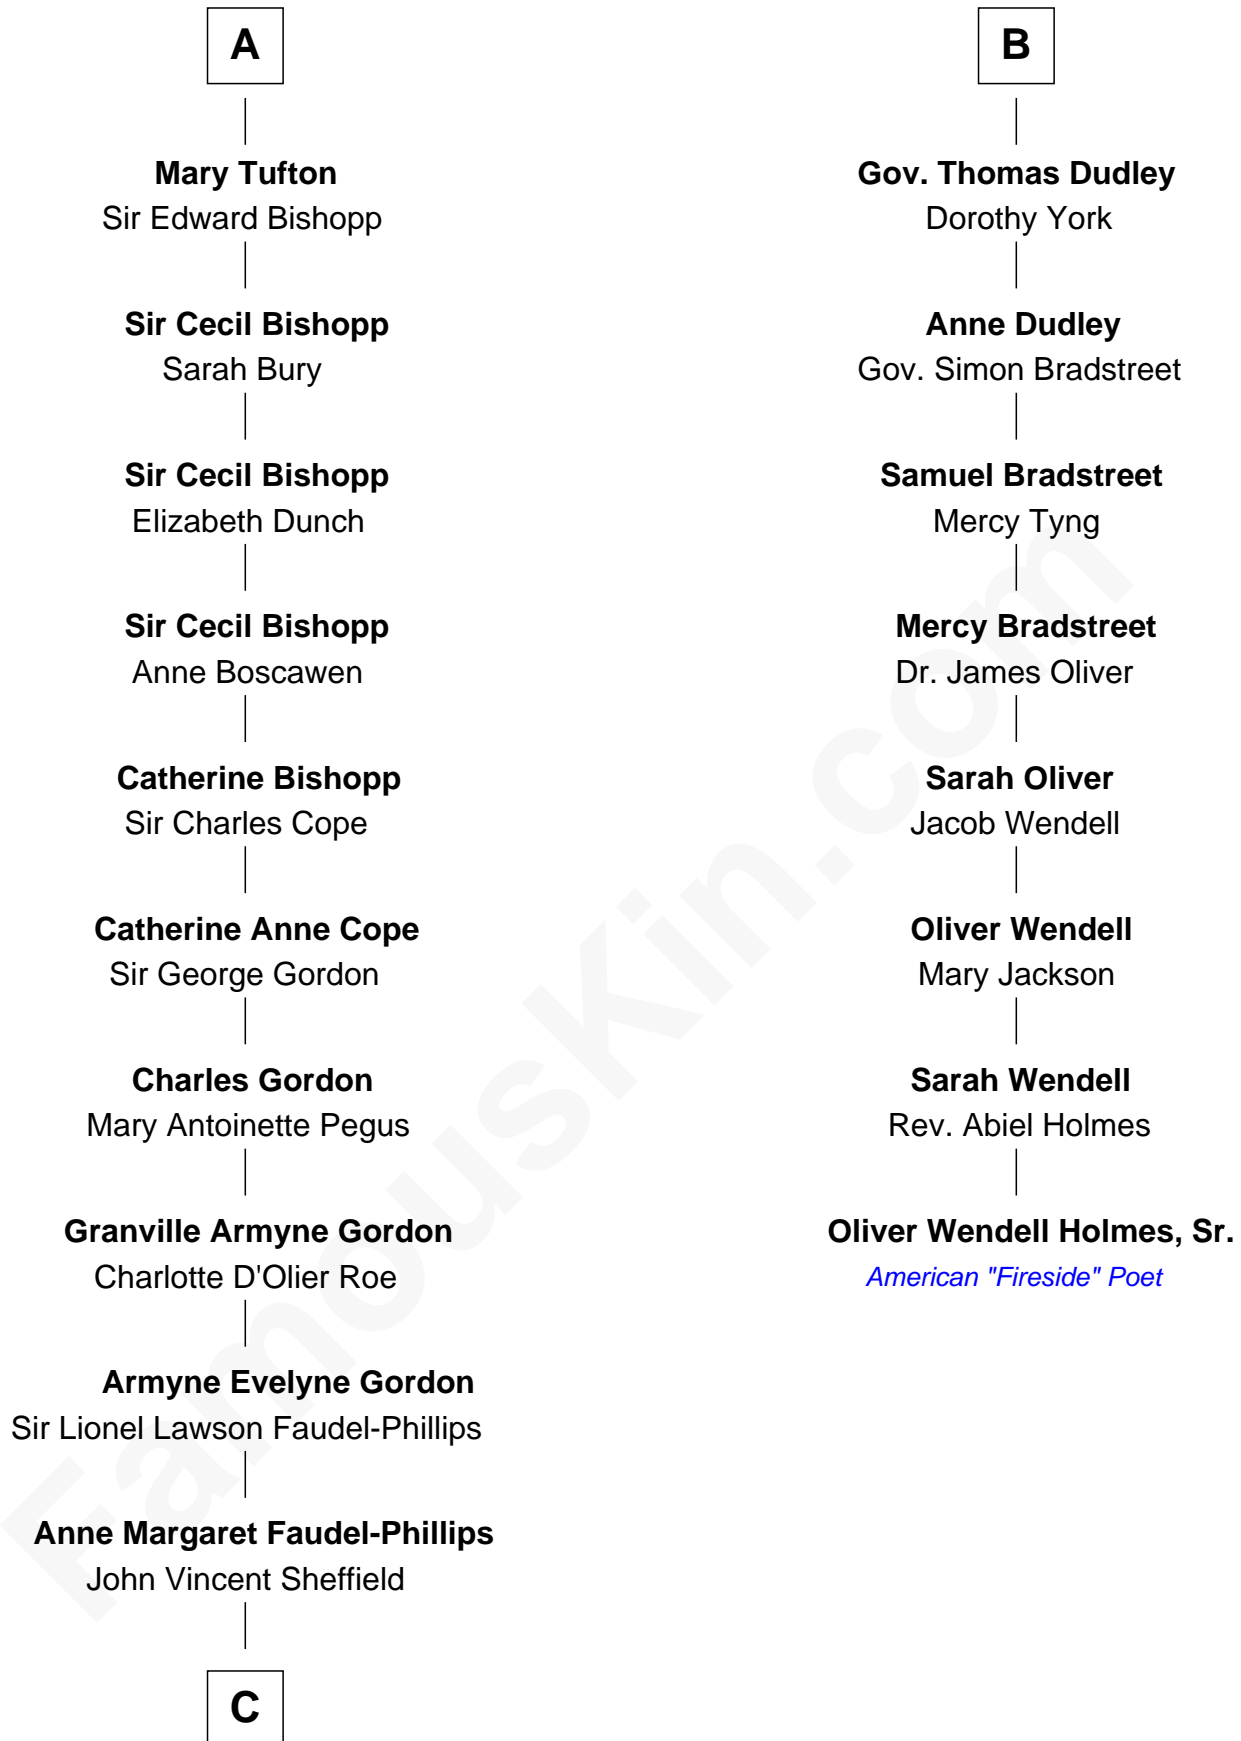 A
Mary Tufton
Sir Edward Bishopp
Sir Cecil Bishopp
Sarah Bury
Sir Cecil Bishopp
Elizabeth Dunch
Sir Cecil Bishopp
Anne Boscawen
Catherine Bishopp
Sir Charles Cope
Catherine Anne Cope
Sir George Gordon
Charles Gordon
Mary Antoinette Pegus
Granville Armyne Gordon
Charlotte D'Olier Roe
Armyne Evelyne Gordon
Sir Lionel Lawson Faudel-Phillips
Anne Margaret Faudel-Phillips
John Vincent Sheffield
C
B
Gov. Thomas Dudley
Dorothy York
Anne Dudley
Gov. Simon Bradstreet
Samuel Bradstreet
Mercy Tyng
Mercy Bradstreet
Dr. James Oliver
Sarah Oliver
Jacob Wendell
Oliver Wendell
Mary Jackson
Sarah Wendell
Rev. Abiel Holmes
Oliver Wendell Holmes, Sr.
American "Fireside" Poet
FamousKin.com